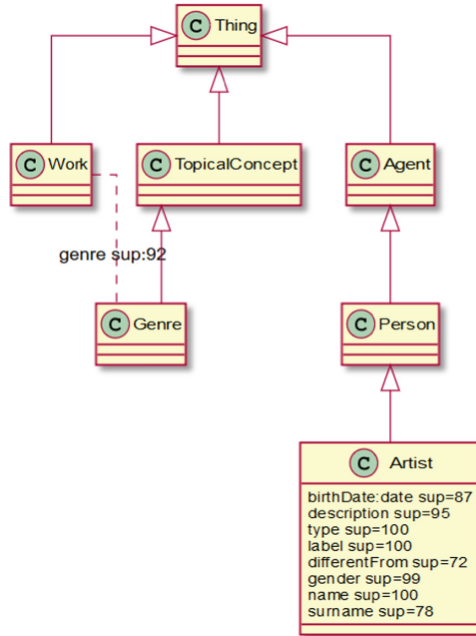 C Thing
C Work
C TopicalConcept
C Agent
genre sup:92
C Genre
C Person
C Artist
birthDate:date sup=87
description sup=95
type sup=100
label sup=100
differentFrom sup=72
gender sup=99
name sup=100
surname sup=78